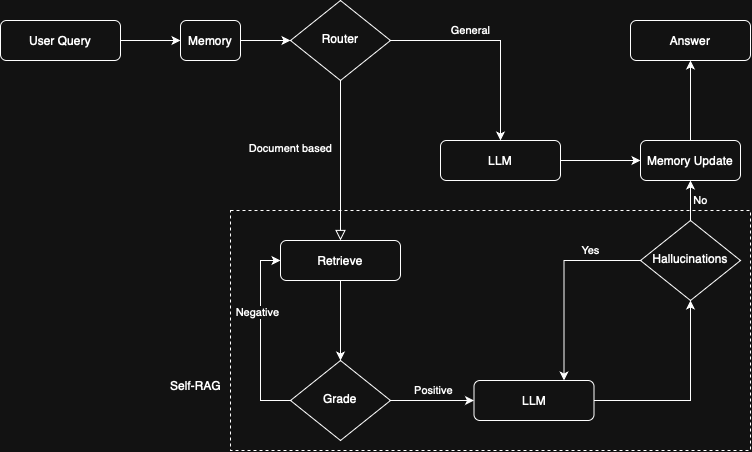 User Query
Memory
Router
General
Answer
Document based
LLM
Memory Update
No
Retrieve
Yes
Hallucinations
Negative
Self-RAG
Grade
Positive
LLM